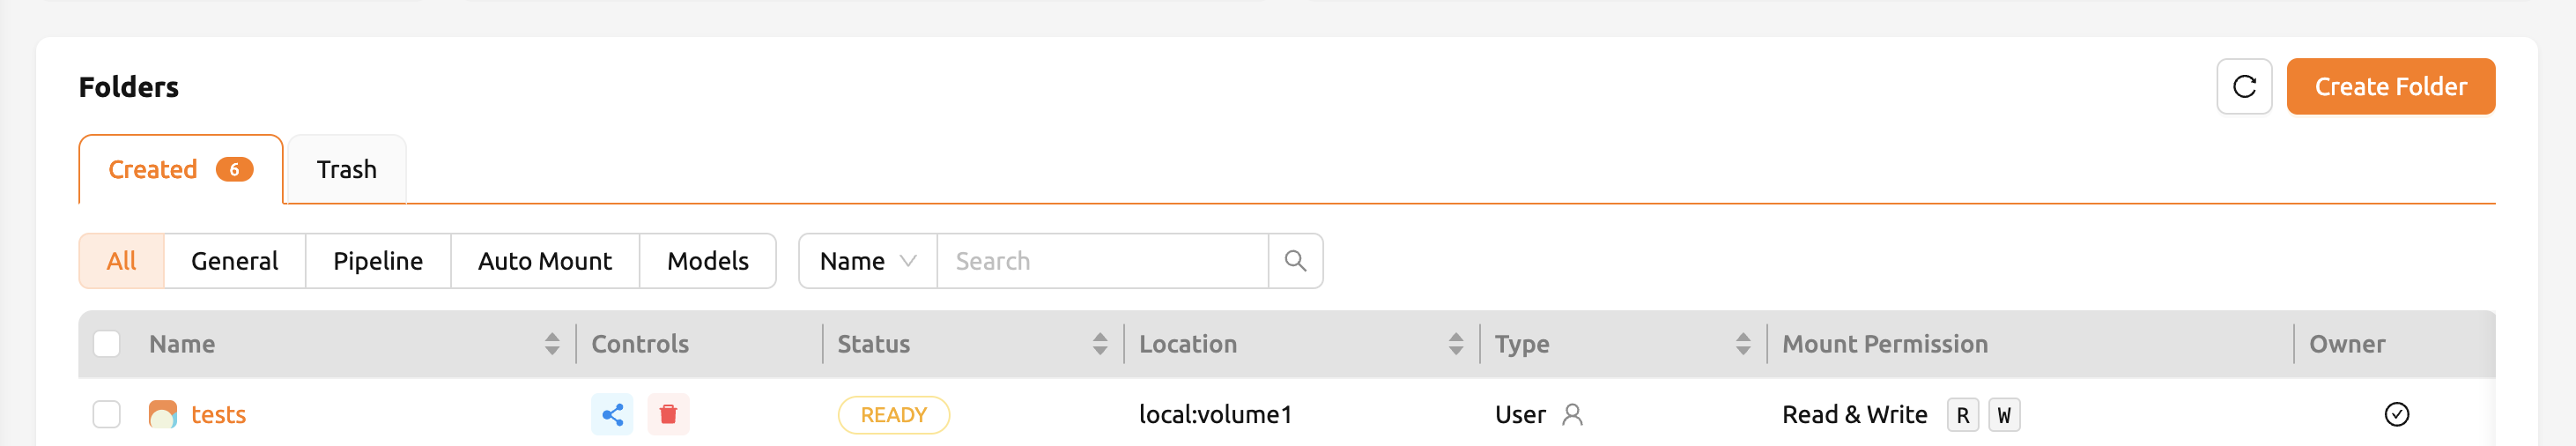 Folders
Create Folder
Created 6 Trash
All General Pipeline Auto Mount Models Name Search
Name Controls Status Location Type Mount Permission Owner
tests READY local:volume1 User Read & Write R W